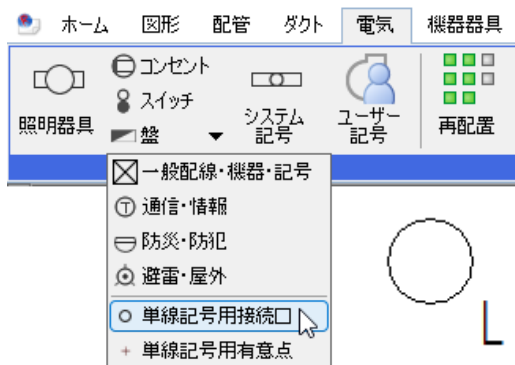 ホーム 図形 配管 ダクト 電気 機器器具
照明器具
コンセント
スイッチ
盤
システム
記号
ユーザー
記号
再配置
一般配線・機器・記号
通信・情報
防災・防犯
避雷・屋外
単線記号用接続口
単線記号用有意点